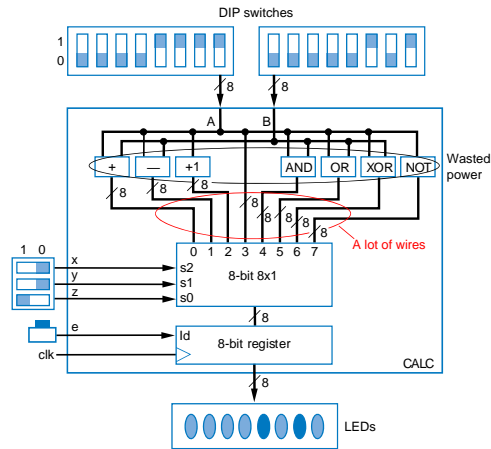 DIP switches
1
0
8
8
A
B
+
—
+1
AND
OR
XOR
NOT
Wasted
power
8
8
8
8
8
8
8
8
A lot of wires
0 1 2 3 4 5 6 7
1 0
x
y
z
s2
s1
s0
8-bit 8x1
8
e
ld
clk
8-bit register
CALC
8
LEDs